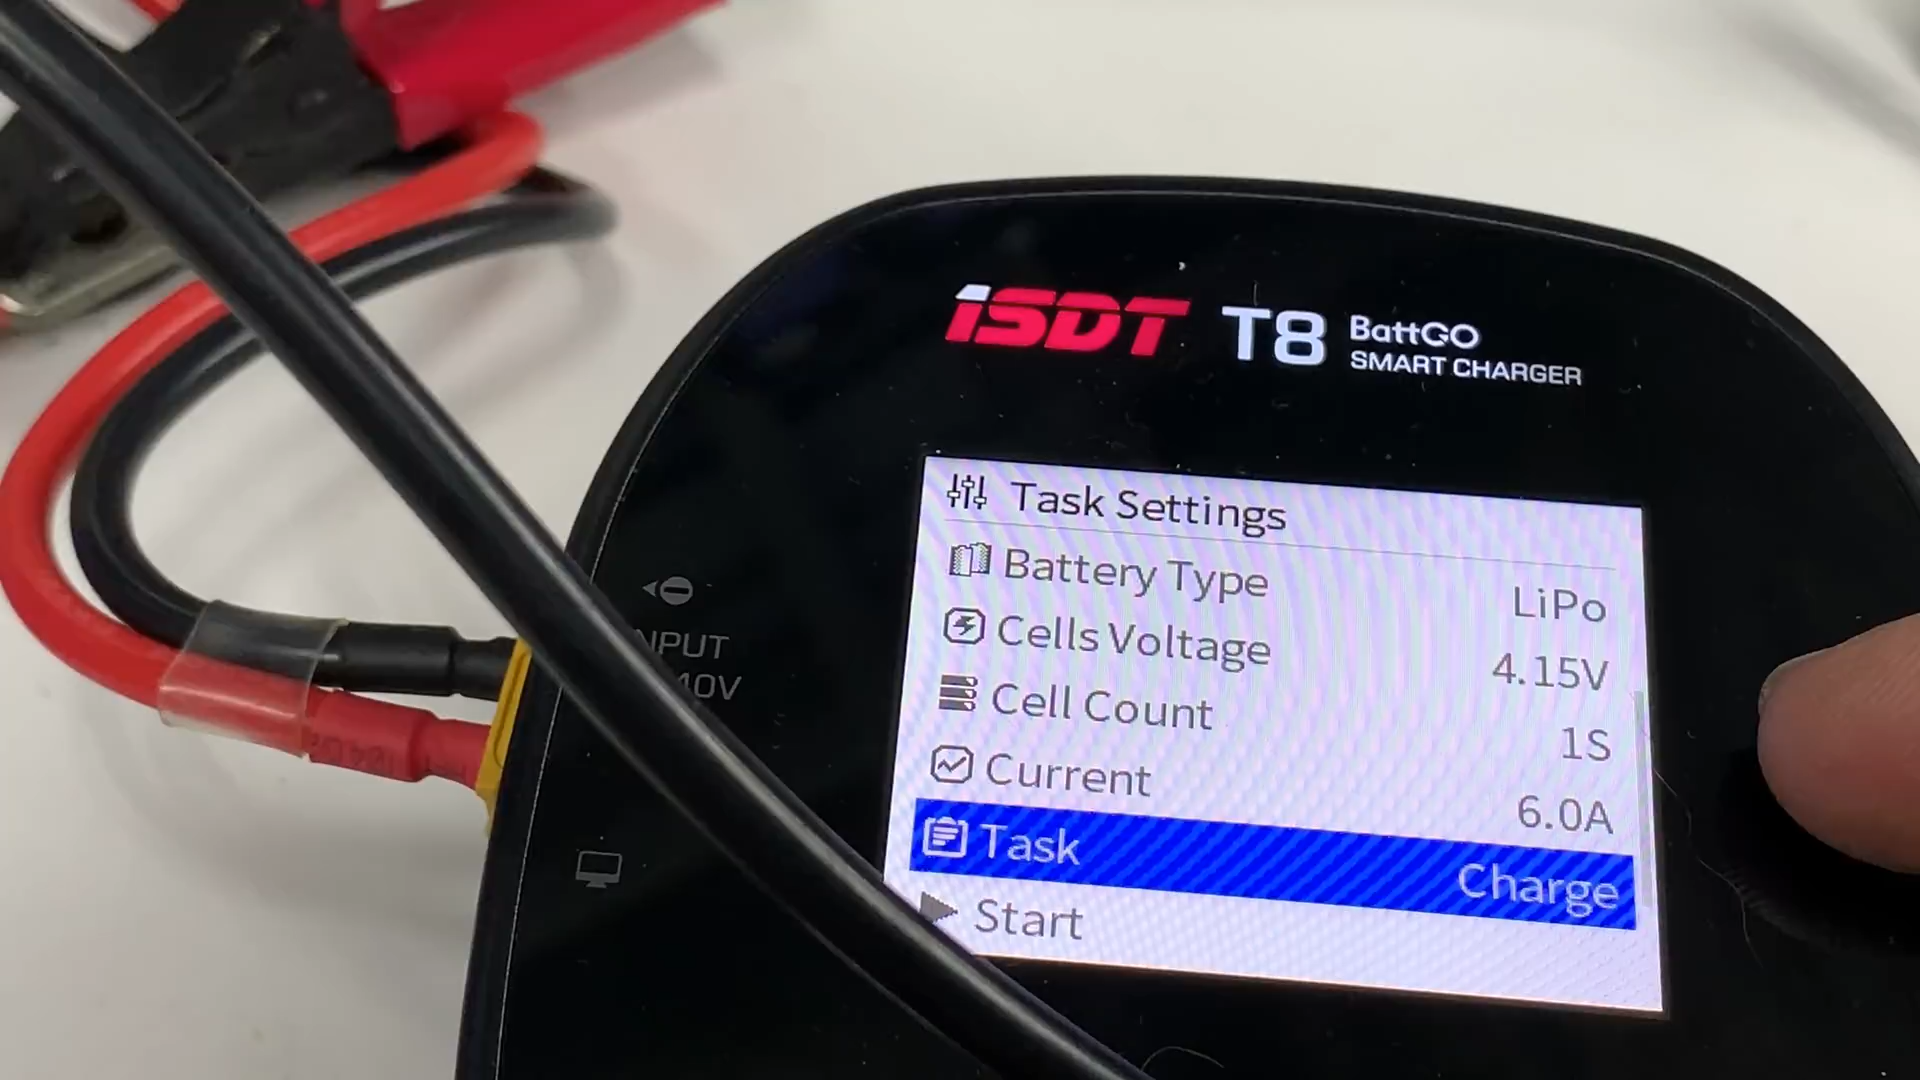 iSDT T8 BattGO
SMART CHARGER
Task Settings
Battery Type LiPo
Cells Voltage 4.15V
Cell Count 1S
Current 6.0A
Task Charge
Start